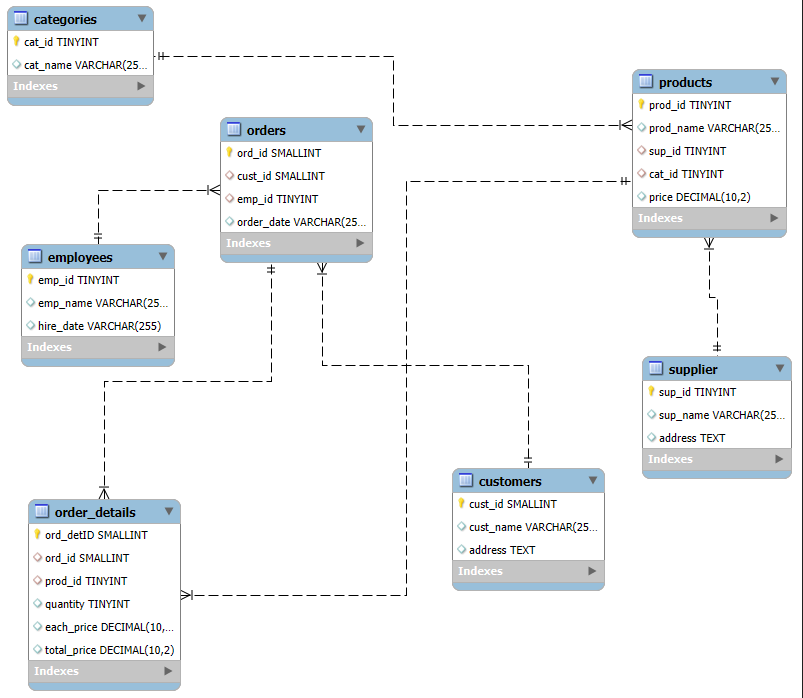 categories
cat_id TINYINT
cat_name VARCHAR(25...
Indexes
orders
ord_id SMALLINT
cust_id SMALLINT
emp_id TINYINT
order_date VARCHAR(25...
Indexes
products
prod_id TINYINT
prod_name VARCHAR(25...
sup_id TINYINT
cat_id TINYINT
price DECIMAL(10,2)
Indexes
employees
emp_id TINYINT
emp_name VARCHAR(25...
hire_date VARCHAR(255)
Indexes
supplier
sup_id TINYINT
sup_name VARCHAR(25...
address TEXT
Indexes
customers
cust_id SMALLINT
cust_name VARCHAR(25...
address TEXT
Indexes
order_details
ord_detID SMALLINT
ord_id SMALLINT
prod_id TINYINT
quantity TINYINT
each_price DECIMAL(10,...
total_price DECIMAL(10,2)
Indexes